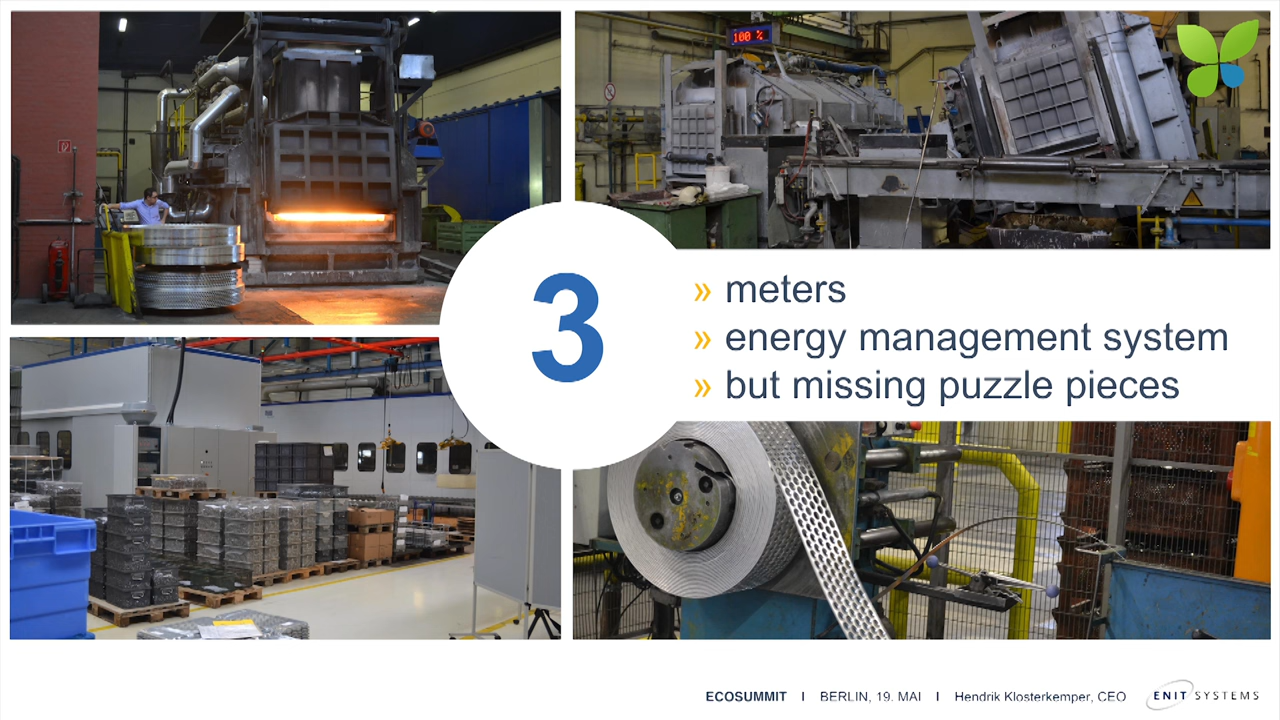 100 %
3
» meters
» energy management system
» but missing puzzle pieces
ECOSUMMIT I BERLIN, 19. MAI I Hendrik Klosterkemper, CEO ENIT SYSTEMS